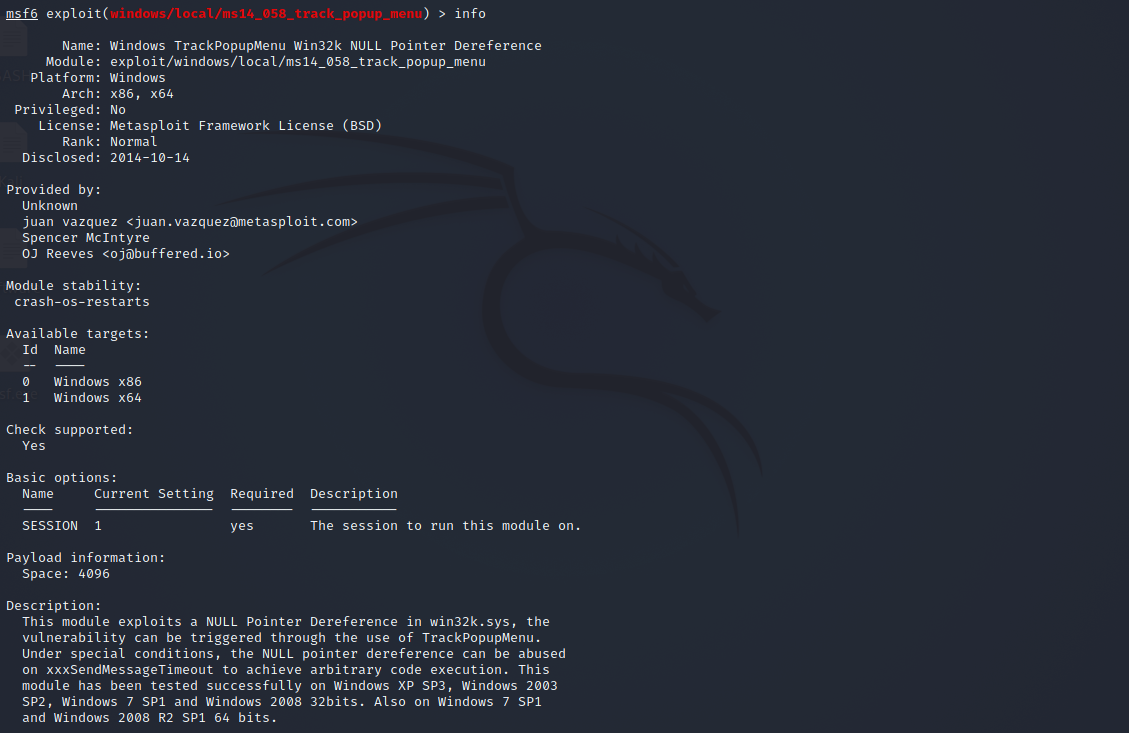 msf6 exploit(windows/local/ms14_058_track_popup_menu) > info
Name: Windows TrackPopupMenu Win32k NULL Pointer Dereference
Module: exploit/windows/local/ms14_058_track_popup_menu
Platform: Windows
Arch: x86, x64
Privileged: No
License: Metasploit Framework License (BSD)
Rank: Normal
Disclosed: 2014-10-14
Provided by:
Unknown
juan vazquez <juan.vazquez@metasploit.com>
Spencer McIntyre
OJ Reeves <oj@buffered.io>
Module stability:
crash-os-restarts
Available targets:
Id  Name
--  ----
0   Windows x86
1   Windows x64
Check supported:
Yes
Basic options:
Name     Current Setting  Required  Description
----     ---------------  --------  -----------
SESSION  1                yes       The session to run this module on.
Payload information:
Space: 4096
Description:
This module exploits a NULL Pointer Dereference in win32k.sys, the
vulnerability can be triggered through the use of TrackPopupMenu.
Under special conditions, the NULL pointer dereference can be abused
on xxxSendMessageTimeout to achieve arbitrary code execution. This
module has been tested successfully on Windows XP SP3, Windows 2003
SP2, Windows 7 SP1 and Windows 2008 32bits. Also on Windows 7 SP1
and Windows 2008 R2 SP1 64 bits.